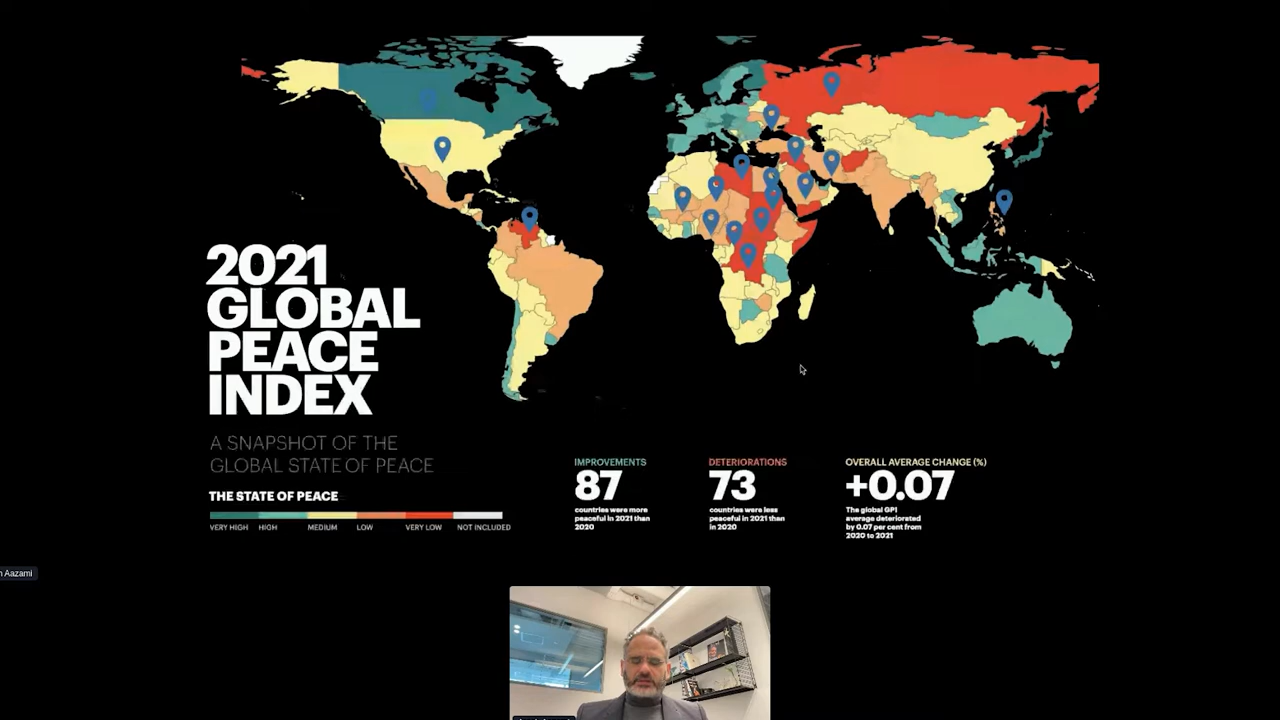 2021
GLOBAL
PEACE
INDEX
A SNAPSHOT OF THE
GLOBAL STATE OF PEACE
THE STATE OF PEACE
VERY HIGH HIGH MEDIUM LOW VERY LOW NOT INCLUDED
IMPROVEMENTS
87
countries were more
peaceful in 2021 than
2020
DETERIORATIONS
73
countries were less
peaceful in 2021 than
in 2020
OVERALL AVERAGE CHANGE (%)
+0.07
The global GPI
average deteriorated
by 0.07 per cent from
2020 to 2021
Aazami